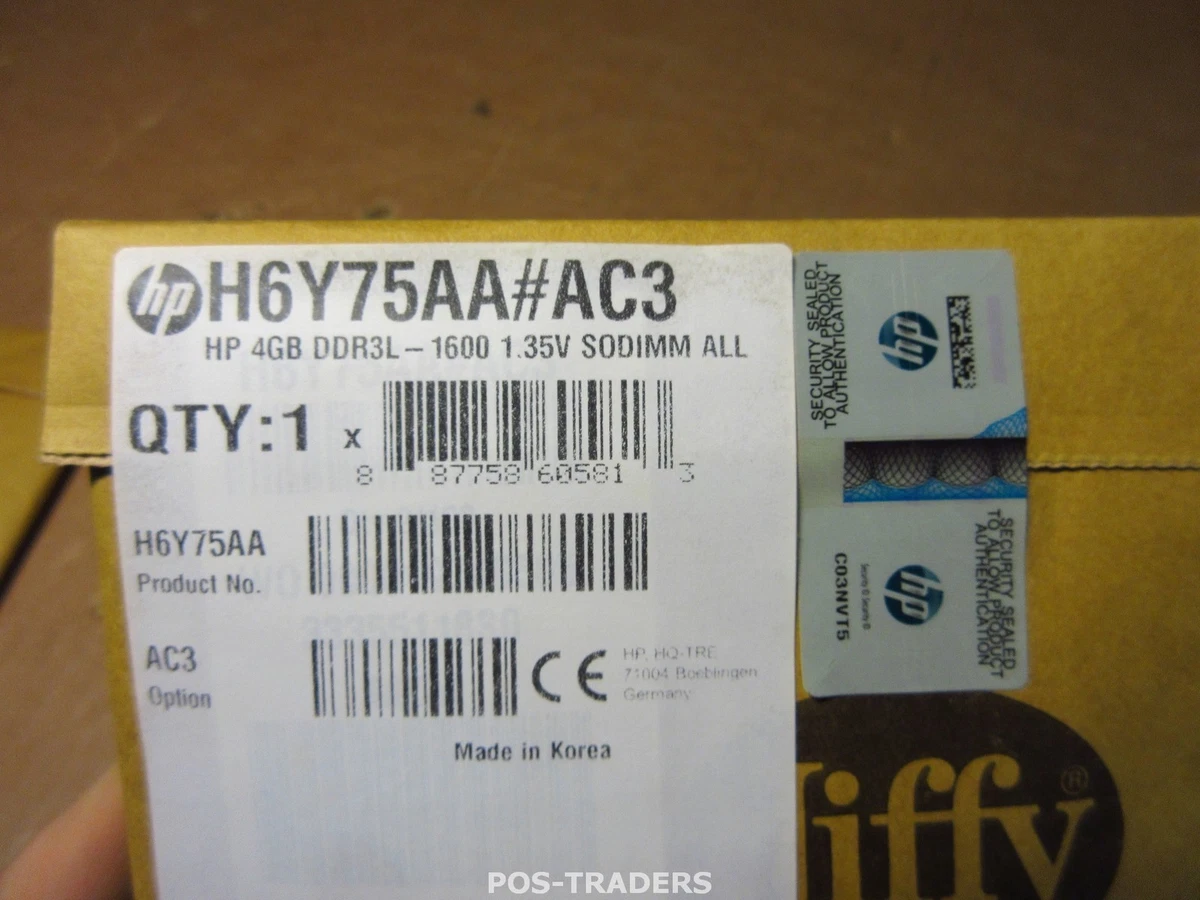 hp H6Y75AA#AC3
HP 4GB DDR3L-1600 1.35V SODIMM ALL
QTY:1 x
8 87758 60581 3
H6Y75AA
Product No.
AC3
Option
CE
HP, HQ-TRE
71004 Boeblingen
Germany
Made in Korea
SECURITY SEALED
TO ALLOW PRODUCT
AUTHENTICATION
hp
SECURITY SEALED
TO ALLOW PRODUCT
AUTHENTICATION
hp
C03NVT5
Jiffy ®
POS-TRADERS